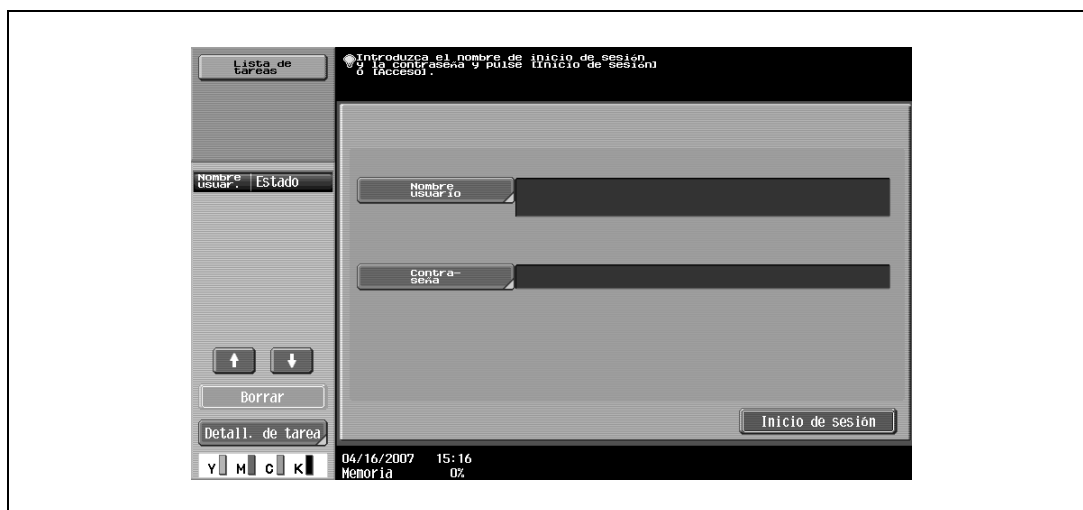 Lista de
tareas
Introduzca el nombre de inicio de sesión
y la contraseña y pulse [Inicio de sesión]
o [Acceso].
Nombre
usuar.
Estado
Nombre
usuario
Contra-
seña
Borrar
Inicio de sesión
Detall. de tarea
Y M C K
04/16/2007 15:16
Memoria 0%